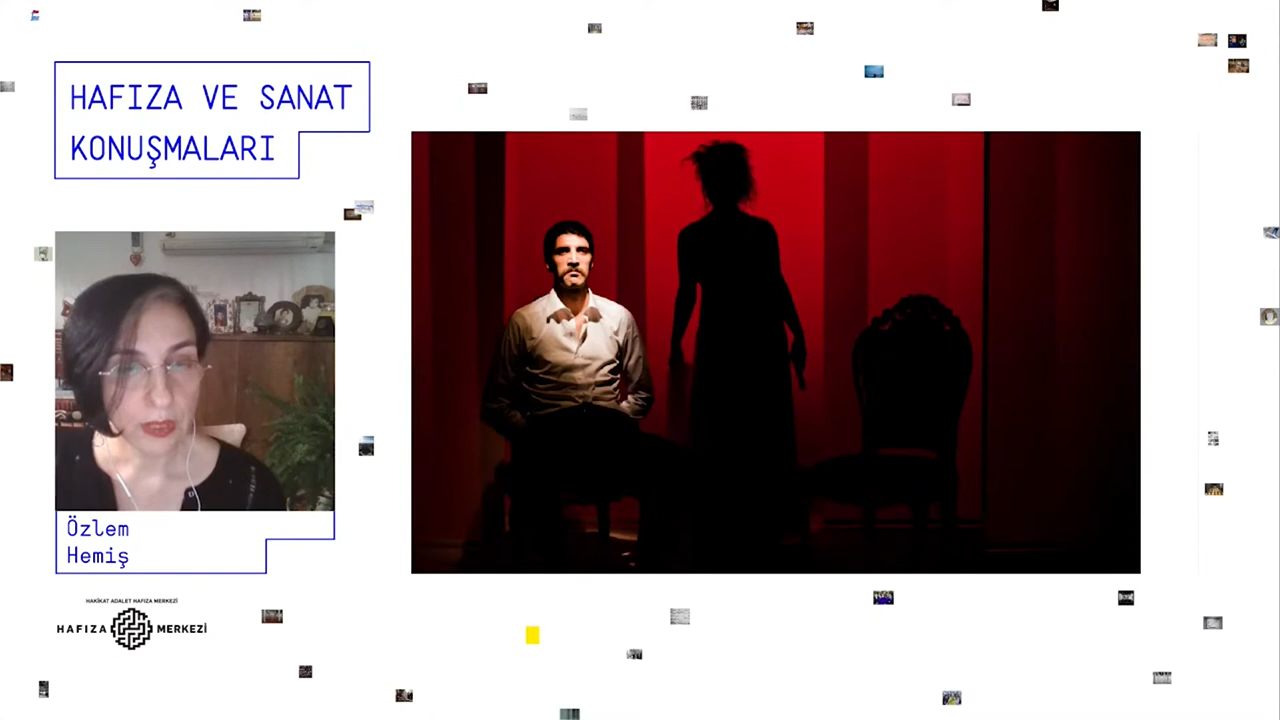 HAFIZA VE SANAT
KONUŞMALARI
Özlem
Hemiş
HAKİKAT ADALET HAFIZA MERKEZİ
HAFIZA MERKEZİ